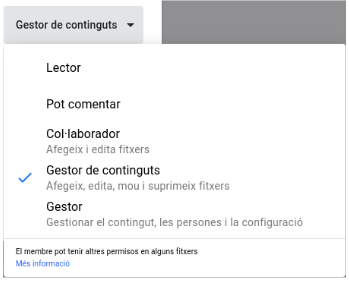 Gestor de continguts
Lector
Pot comentar
Col·laborador
Afegeix i edita fitxers
Gestor de continguts
Afegeix, edita, mou i suprimeix fitxers
Gestor
Gestionar el contingut, les persones i la configuració
El membre pot tenir altres permisos en alguns fitxers
Més informació